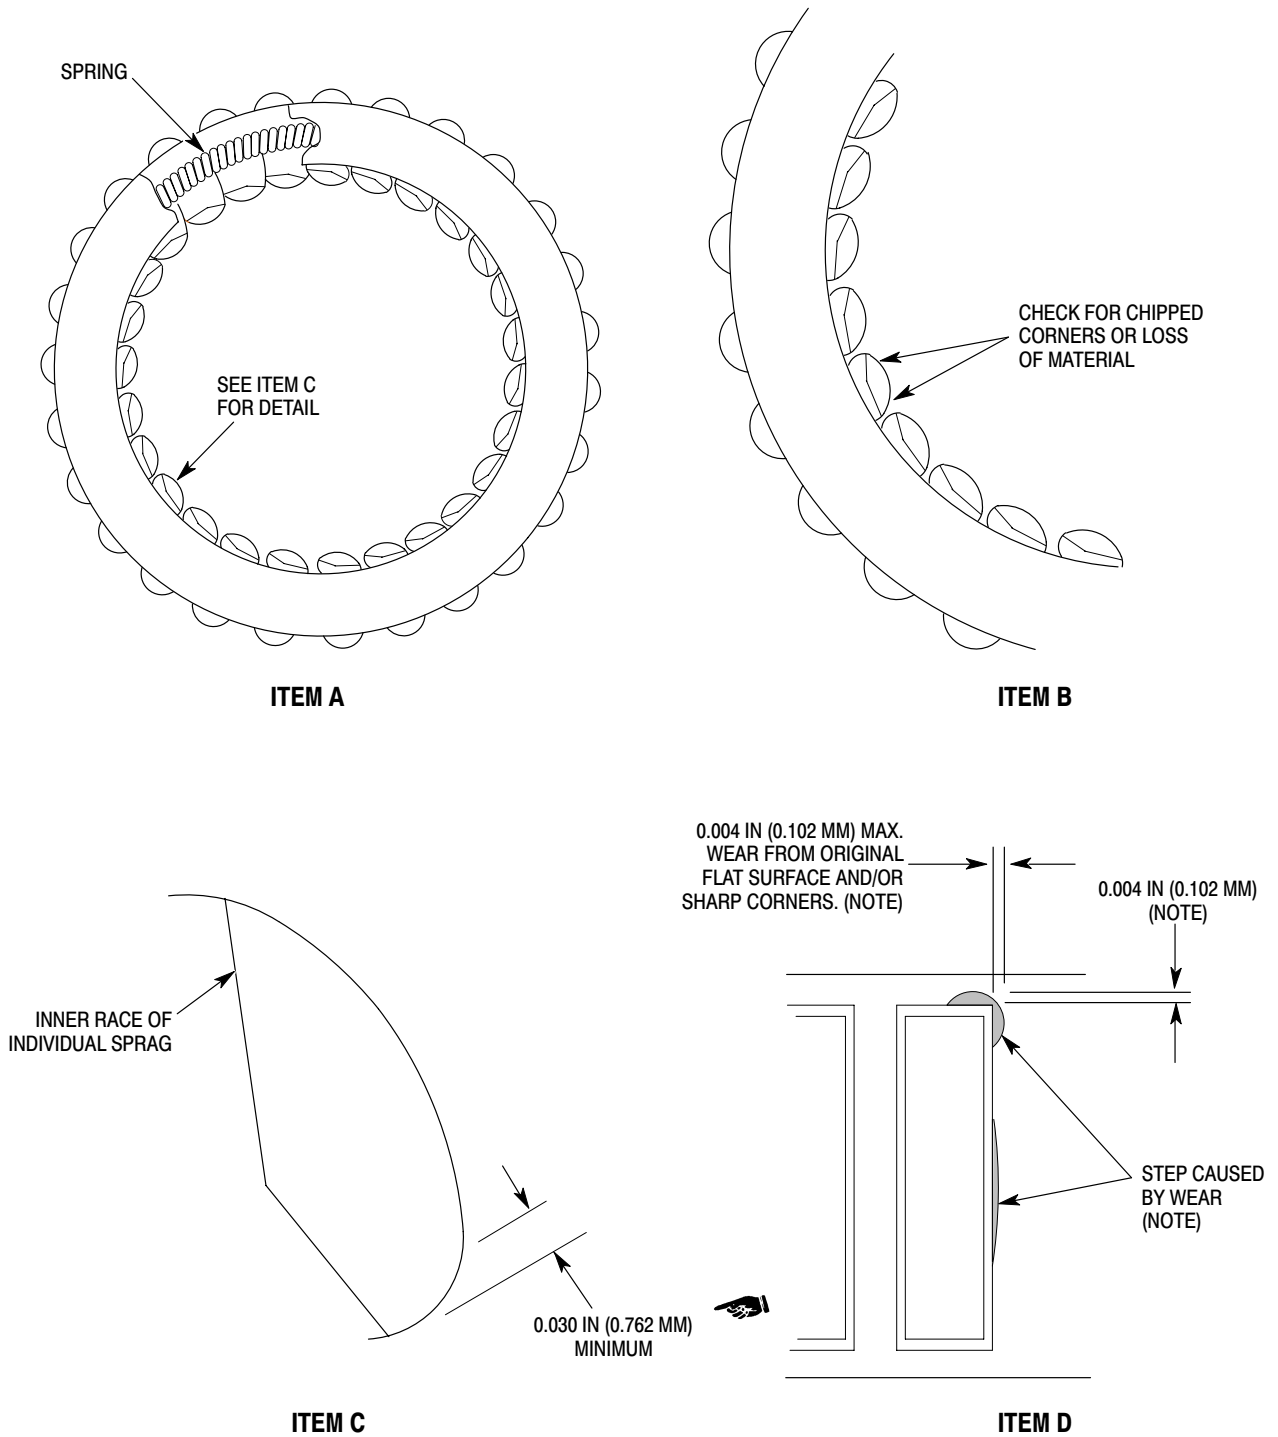 SPRING
SEE ITEM C
FOR DETAIL
ITEM A
CHECK FOR CHIPPED
CORNERS OR LOSS
OF MATERIAL
ITEM B
INNER RACE OF
INDIVIDUAL SPRAG
0.030 IN (0.762 MM)
MINIMUM
ITEM C
0.004 IN (0.102 MM) MAX.
WEAR FROM ORIGINAL
FLAT SURFACE AND/OR
SHARP CORNERS. (NOTE)
0.004 IN (0.102 MM)
(NOTE)
STEP CAUSED
BY WEAR
(NOTE)
ITEM D